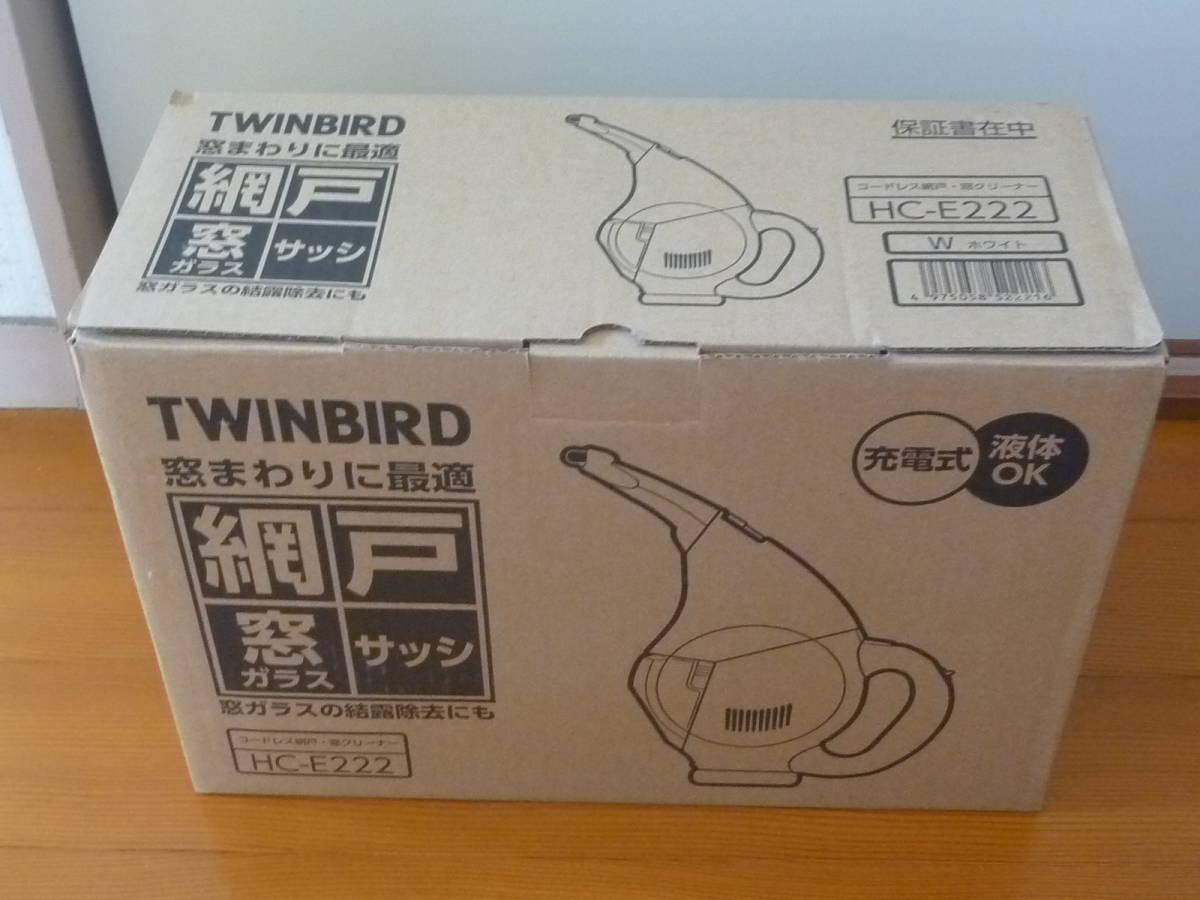 TWINBIRD
窓まわりに最適
網戸
窓
ガラス
サッシ
窓ガラスの結露除去にも
保証書在中
コードレス網戸・窓クリーナー
HC-E222
W ホワイト
4 975058 522216
TWINBIRD
窓まわりに最適
網戸
窓
ガラス
サッシ
窓ガラスの結露除去にも
コードレス網戸・窓クリーナー
HC-E222
充電式
液体
OK